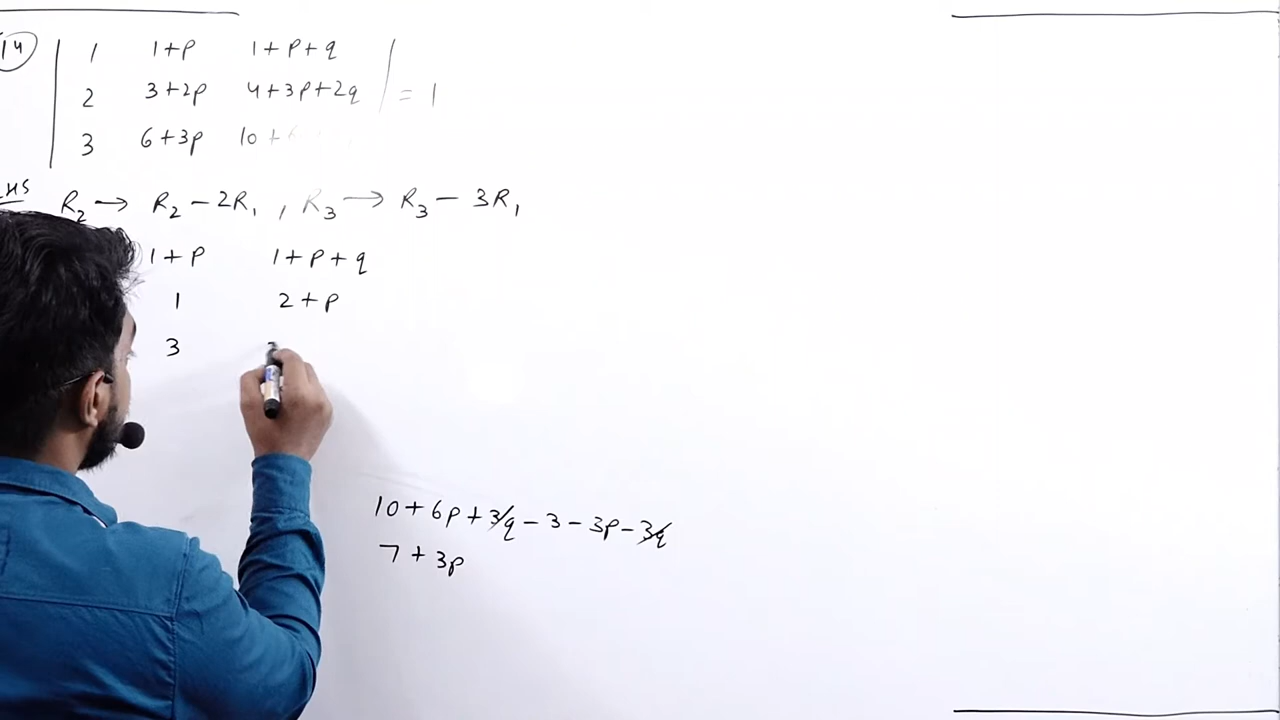 14 1 1+p 1+p+q
2 3+2p 4+3p+2q = 1
3 6+3p 10+6
R2 → R2 - 2R1 , R3 → R3 - 3R1
1+p 1+p+q
1 2+p
3
10+6p+3q-3-3p-3q
7+3p